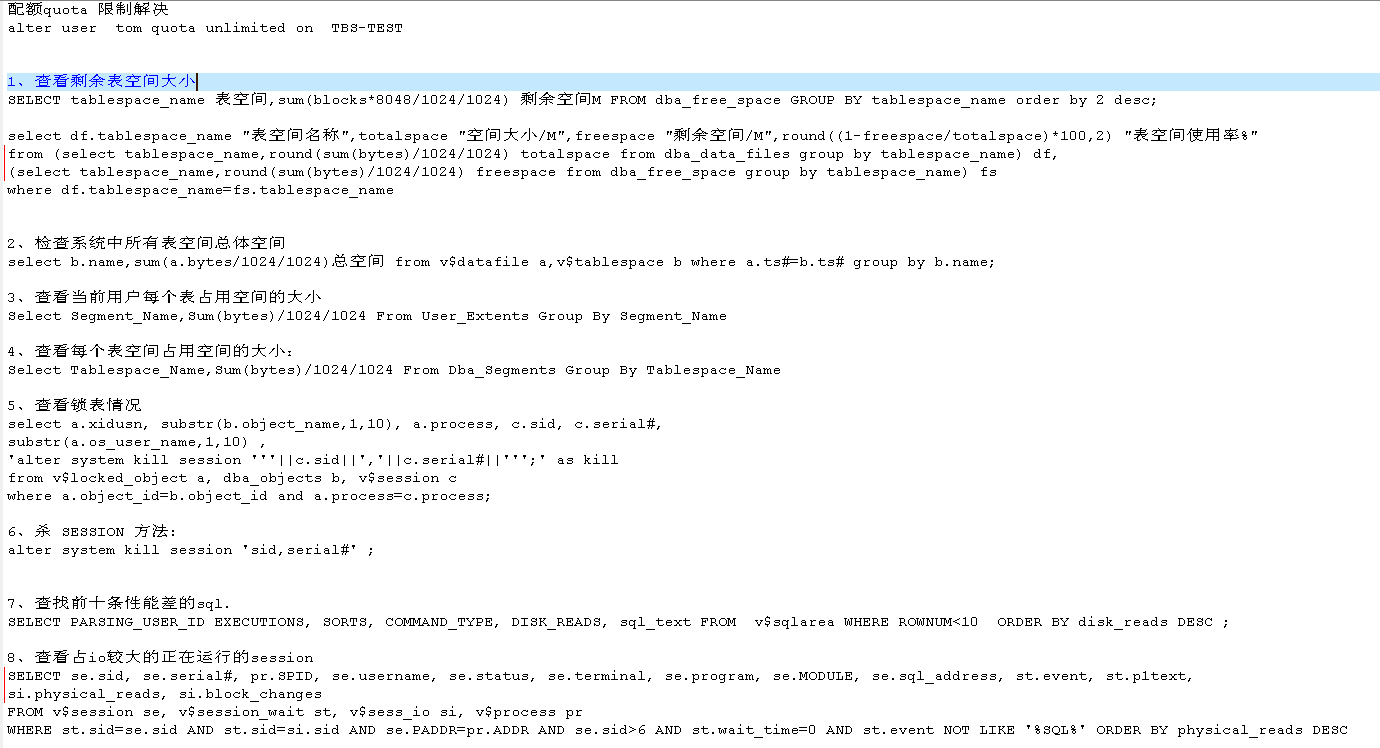 配额quota 限制解决
alter user  tom quota unlimited on  TBS-TEST
1、查看剩余表空间大小
SELECT tablespace_name 表空间,sum(blocks*8048/1024/1024) 剩余空间M FROM dba_free_space GROUP BY tablespace_name order by 2 desc;
select df.tablespace_name "表空间名称",totalspace "空间大小/M",freespace "剩余空间/M",round((1-freespace/totalspace)*100,2) "表空间使用率%"
from (select tablespace_name,round(sum(bytes)/1024/1024) totalspace from dba_data_files group by tablespace_name) df,
(select tablespace_name,round(sum(bytes)/1024/1024) freespace from dba_free_space group by tablespace_name) fs
where df.tablespace_name=fs.tablespace_name
2、检查系统中所有表空间总体空间
select b.name,sum(a.bytes/1024/1024)总空间 from v$datafile a,v$tablespace b where a.ts#=b.ts# group by b.name;
3、查看当前用户每个表占用空间的大小
Select Segment_Name,Sum(bytes)/1024/1024 From User_Extents Group By Segment_Name
4、查看每个表空间占用空间的大小：
Select Tablespace_Name,Sum(bytes)/1024/1024 From Dba_Segments Group By Tablespace_Name
5、查看锁表情况
select a.xidusn, substr(b.object_name,1,10), a.process, c.sid, c.serial#,
substr(a.os_user_name,1,10) ,
'alter system kill session '''||c.sid||','||c.serial#||''';' as kill
from v$locked_object a, dba_objects b, v$session c
where a.object_id=b.object_id and a.process=c.process;
6、杀 SESSION 方法：
alter system kill session 'sid,serial#' ;
7、查找前十条性能差的sql.
SELECT PARSING_USER_ID EXECUTIONS, SORTS, COMMAND_TYPE, DISK_READS, sql_text FROM  v$sqlarea WHERE ROWNUM<10  ORDER BY disk_reads DESC ;
8、查看占io较大的正在运行的session
SELECT se.sid, se.serial#, pr.SPID, se.username, se.status, se.terminal, se.program, se.MODULE, se.sql_address, st.event, st.p1text,
si.physical_reads, si.block_changes
FROM v$session se, v$session_wait st, v$sess_io si, v$process pr
WHERE st.sid=se.sid AND st.sid=si.sid AND se.PADDR=pr.ADDR AND se.sid>6 AND st.wait_time=0 AND st.event NOT LIKE '%SQL%' ORDER BY physical_reads DESC